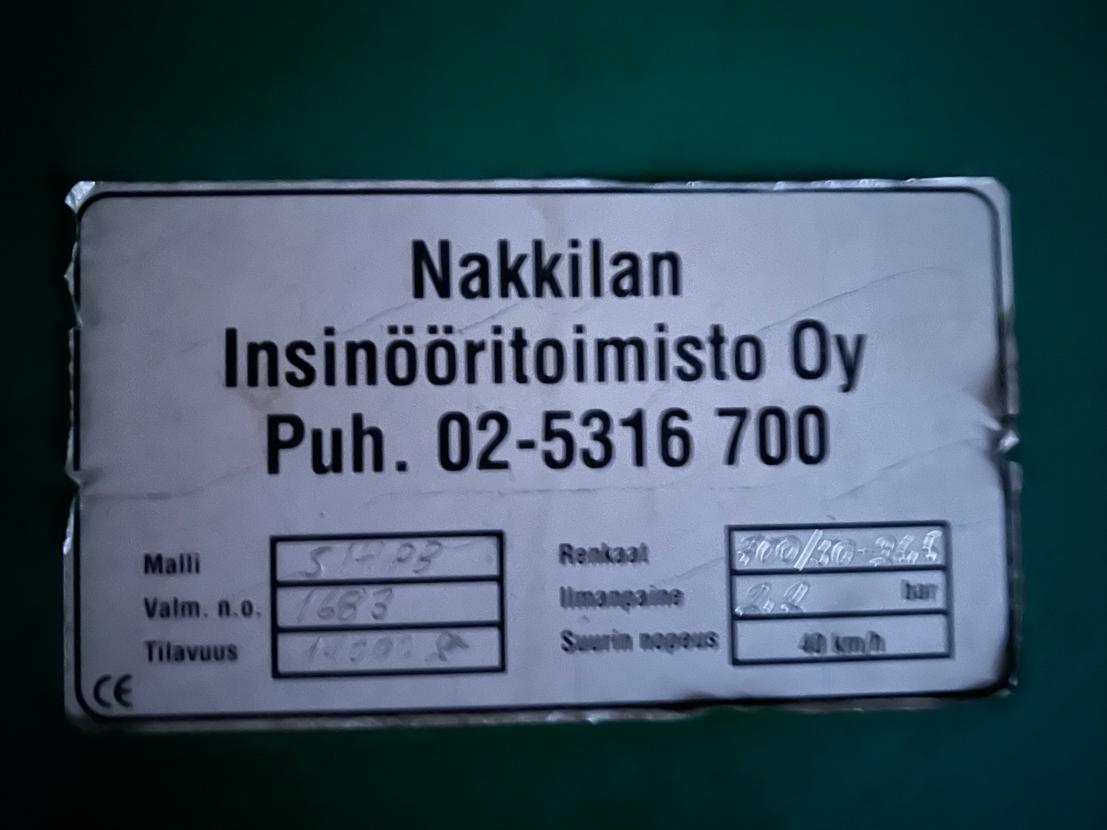 Nakkilan
Insinööritoimisto Oy
Puh. 02-5316 700
Malli
Valm. n.o. 1683
Tilavuus
Renkaat
Ilmanpaine bar
Suurin nopeus 40 km/h
CE